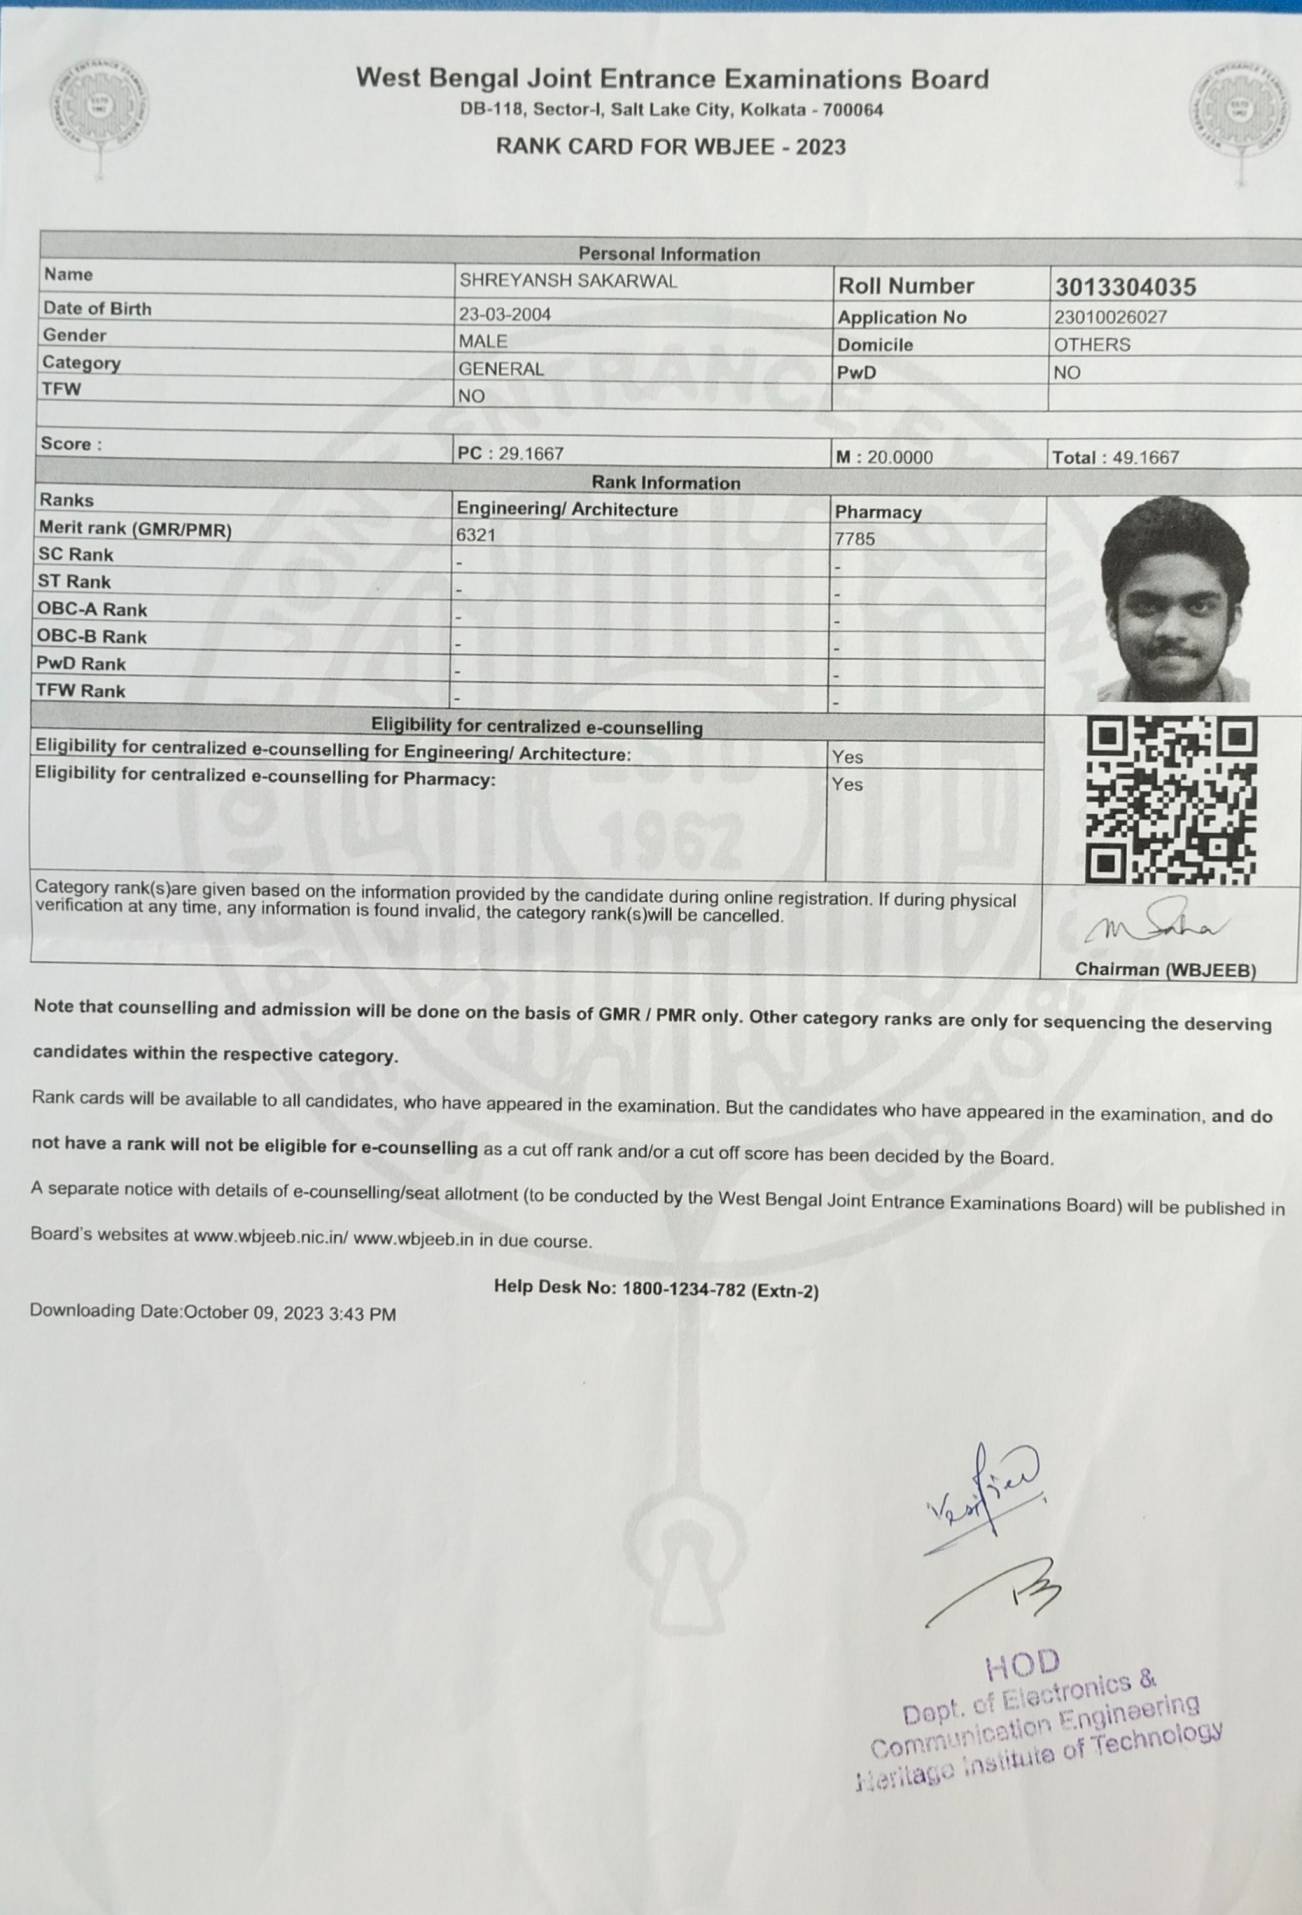 West Bengal Joint Entrance Examinations Board
DB-118, Sector-I, Salt Lake City, Kolkata - 700064
RANK CARD FOR WBJEE - 2023
Personal Information
Name SHREYANSH SAKARWAL Roll Number 3013304035
Date of Birth 23-03-2004 Application No 23010026027
Gender MALE Domicile OTHERS
Category GENERAL PwD NO
TFW NO
Score : PC : 29.1667 M : 20.0000 Total : 49.1667
Rank Information
Ranks Engineering/ Architecture Pharmacy
Merit rank (GMR/PMR) 6321 7785
SC Rank - -
ST Rank - -
OBC-A Rank - -
OBC-B Rank - -
PwD Rank - -
TFW Rank - -
Eligibility for centralized e-counselling
Eligibility for centralized e-counselling for Engineering/ Architecture: Yes
Eligibility for centralized e-counselling for Pharmacy: Yes
Category rank(s)are given based on the information provided by the candidate during online registration. If during physical
verification at any time, any information is found invalid, the category rank(s)will be cancelled.
M Saha
Chairman (WBJEEB)
Note that counselling and admission will be done on the basis of GMR / PMR only. Other category ranks are only for sequencing the deserving
candidates within the respective category.
Rank cards will be available to all candidates, who have appeared in the examination. But the candidates who have appeared in the examination, and do
not have a rank will not be eligible for e-counselling as a cut off rank and/or a cut off score has been decided by the Board.
A separate notice with details of e-counselling/seat allotment (to be conducted by the West Bengal Joint Entrance Examinations Board) will be published in
Board's websites at www.wbjeeb.nic.in/ www.wbjeeb.in in due course.
Help Desk No: 1800-1234-782 (Extn-2)
Downloading Date:October 09, 2023 3:43 PM
Verified
HOD
Dept. of Electronics &
Communication Engineering
Heritage Institute of Technology